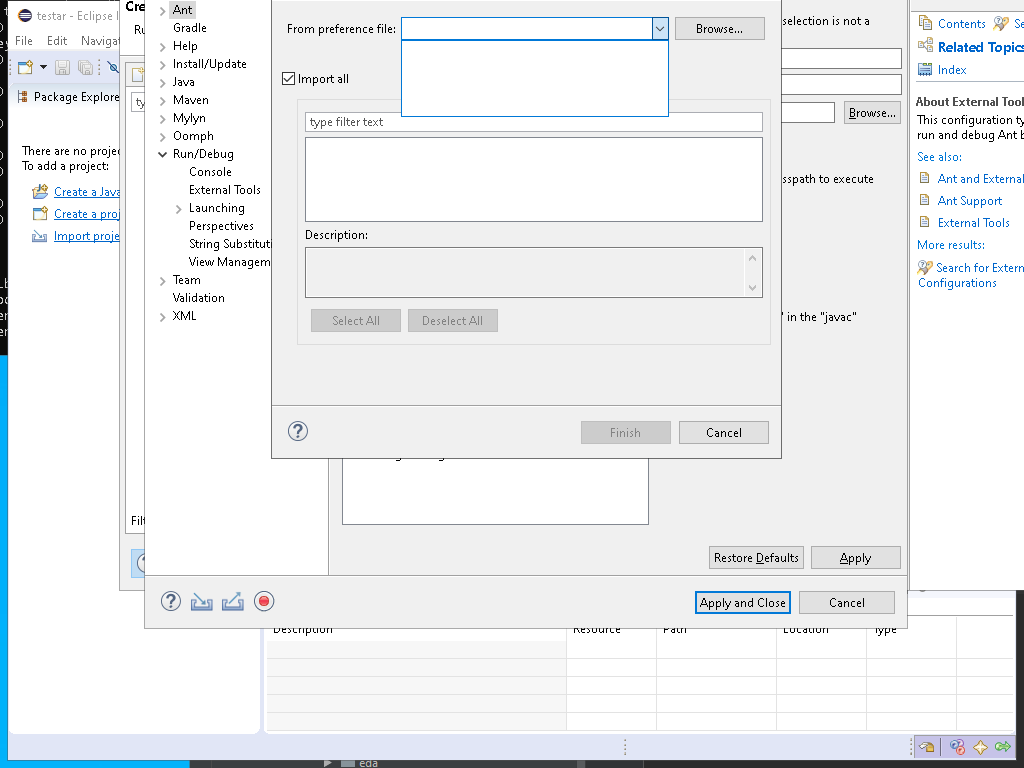 testar - Eclipse
File Edit Navigat
Package Explore
There are no projec
To add a project:
Create a Java
Create a proj
Import proje
Cre
Ru
ty
Filt
Ant
Gradle
Help
Install/Update
Java
Maven
Mylyn
Oomph
Run/Debug
Console
External Tools
Launching
Perspectives
String Substituti
View Managem
Team
Validation
XML
From preference file:
Browse...
Import all
type filter text
Description:
Select All
Deselect All
Finish
Cancel
selection is not a
Browse...
sspath to execute
' in the "javac"
Restore Defaults
Apply
Apply and Close
Cancel
Contents
Se
Related Topics
Index
About External Tool
This configuration ty
run and debug Ant b
See also:
Ant and External
Ant Support
External Tools
More results:
Search for Extern
Configurations
Description Resource Path Location Type
eda